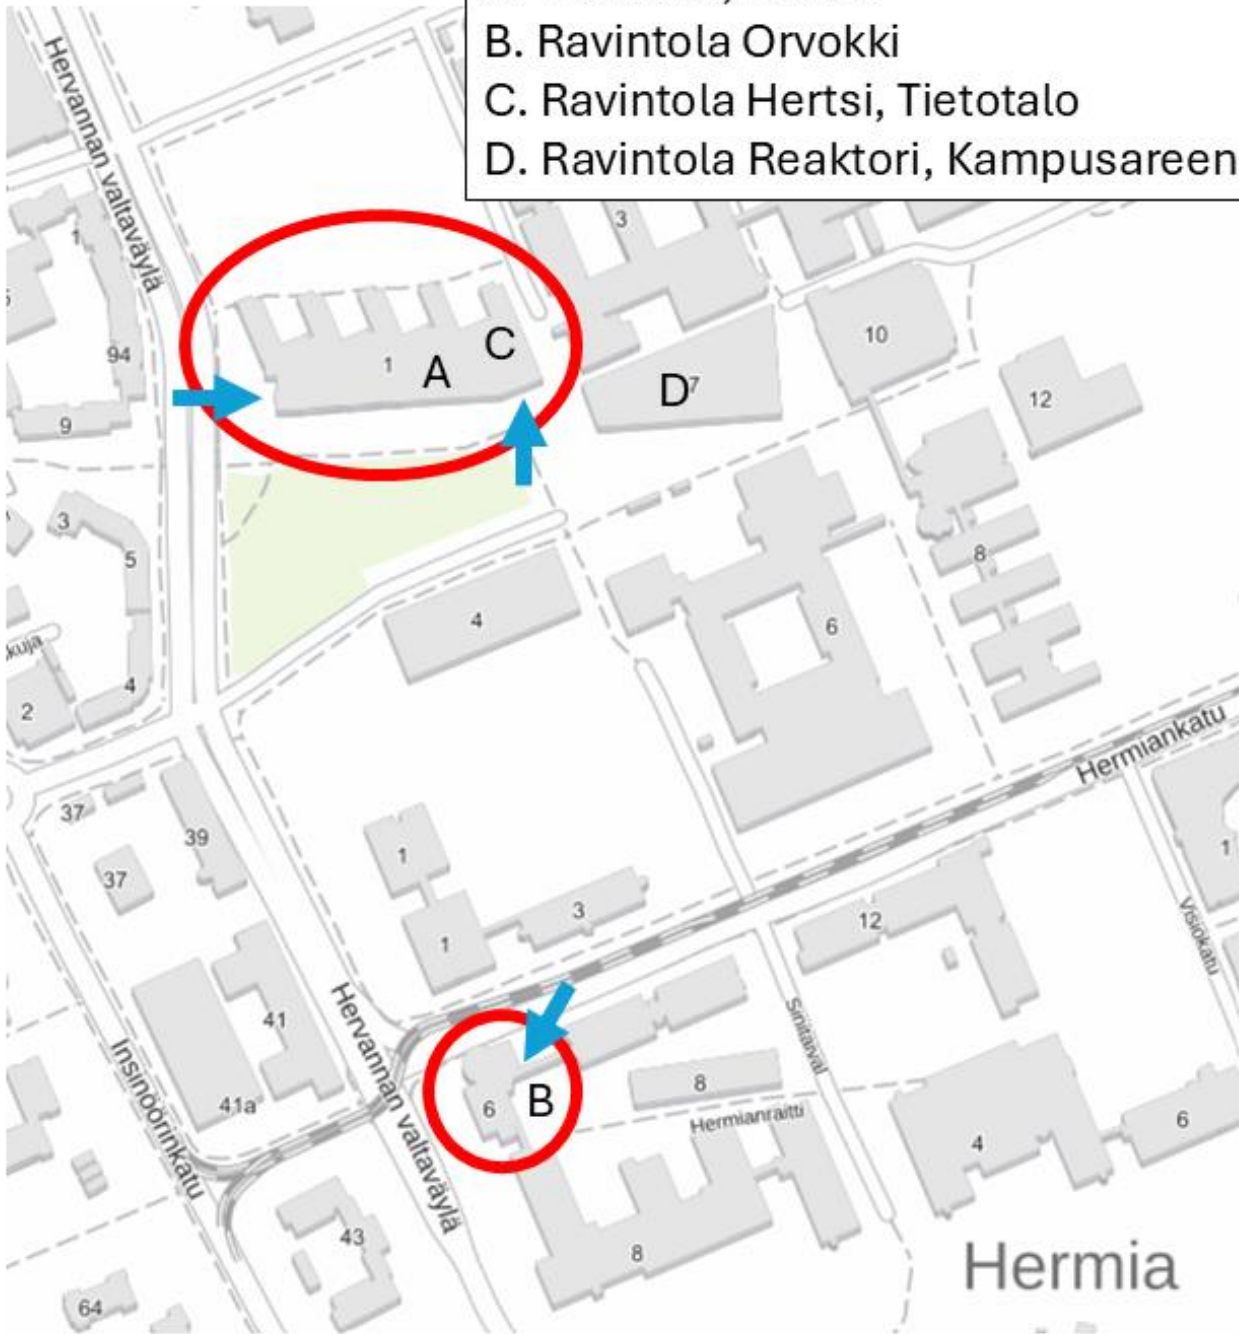 B. Ravintola Orvokki
C. Ravintola Hertsi, Tietotalo
D. Ravintola Reaktori, Kampusareen
Hervannan valtaväylä
3
1
94
9
1
A
C
D
7
10
12
3
5
4
2
kuja
4
6
8
Hermiankatu
37
39
37
1
1
3
12
1
Visiokatu
41
41a
Insinöörinkatu
Hervannan valtaväylä
Sinitaival
6
B
8
Hermianraitti
4
6
43
8
64
Hermia